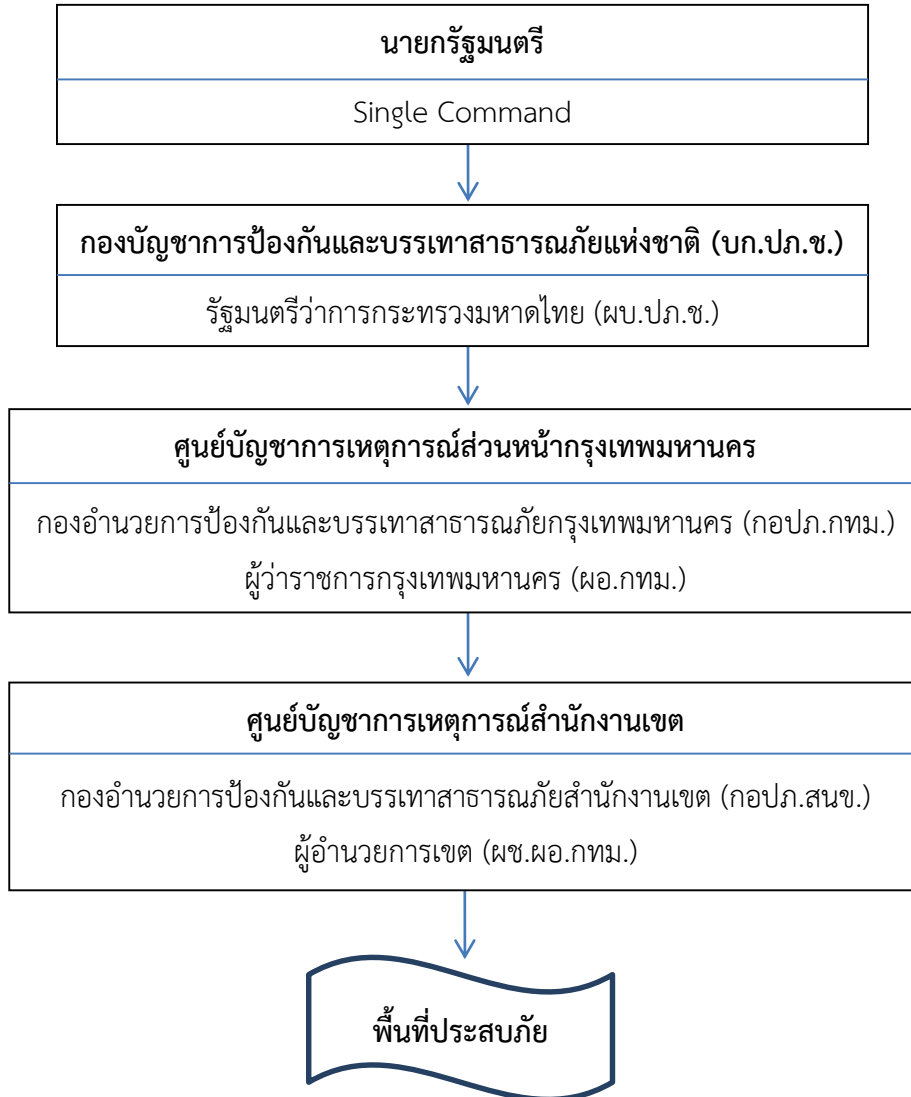 นายกรัฐมนตรี
Single Command
กองบัญชาการป้องกันและบรรเทาสาธารณภัยแห่งชาติ (บก.ปภ.ช.)
รัฐมนตรีว่าการกระทรวงมหาดไทย (ผบ.ปภ.ช.)
ศูนย์บัญชาการเหตุการณ์ส่วนหน้ากรุงเทพมหานคร
กองอำนวยการป้องกันและบรรเทาสาธารณภัยกรุงเทพมหานคร (กอปภ.กทม.)
ผู้ว่าราชการกรุงเทพมหานคร (ผอ.กทม.)
ศูนย์บัญชาการเหตุการณ์สำนักงานเขต
กองอำนวยการป้องกันและบรรเทาสาธารณภัยสำนักงานเขต (กอปภ.สนข.)
ผู้อำนวยการเขต (ผช.ผอ.กทม.)
พื้นที่ประสบภัย